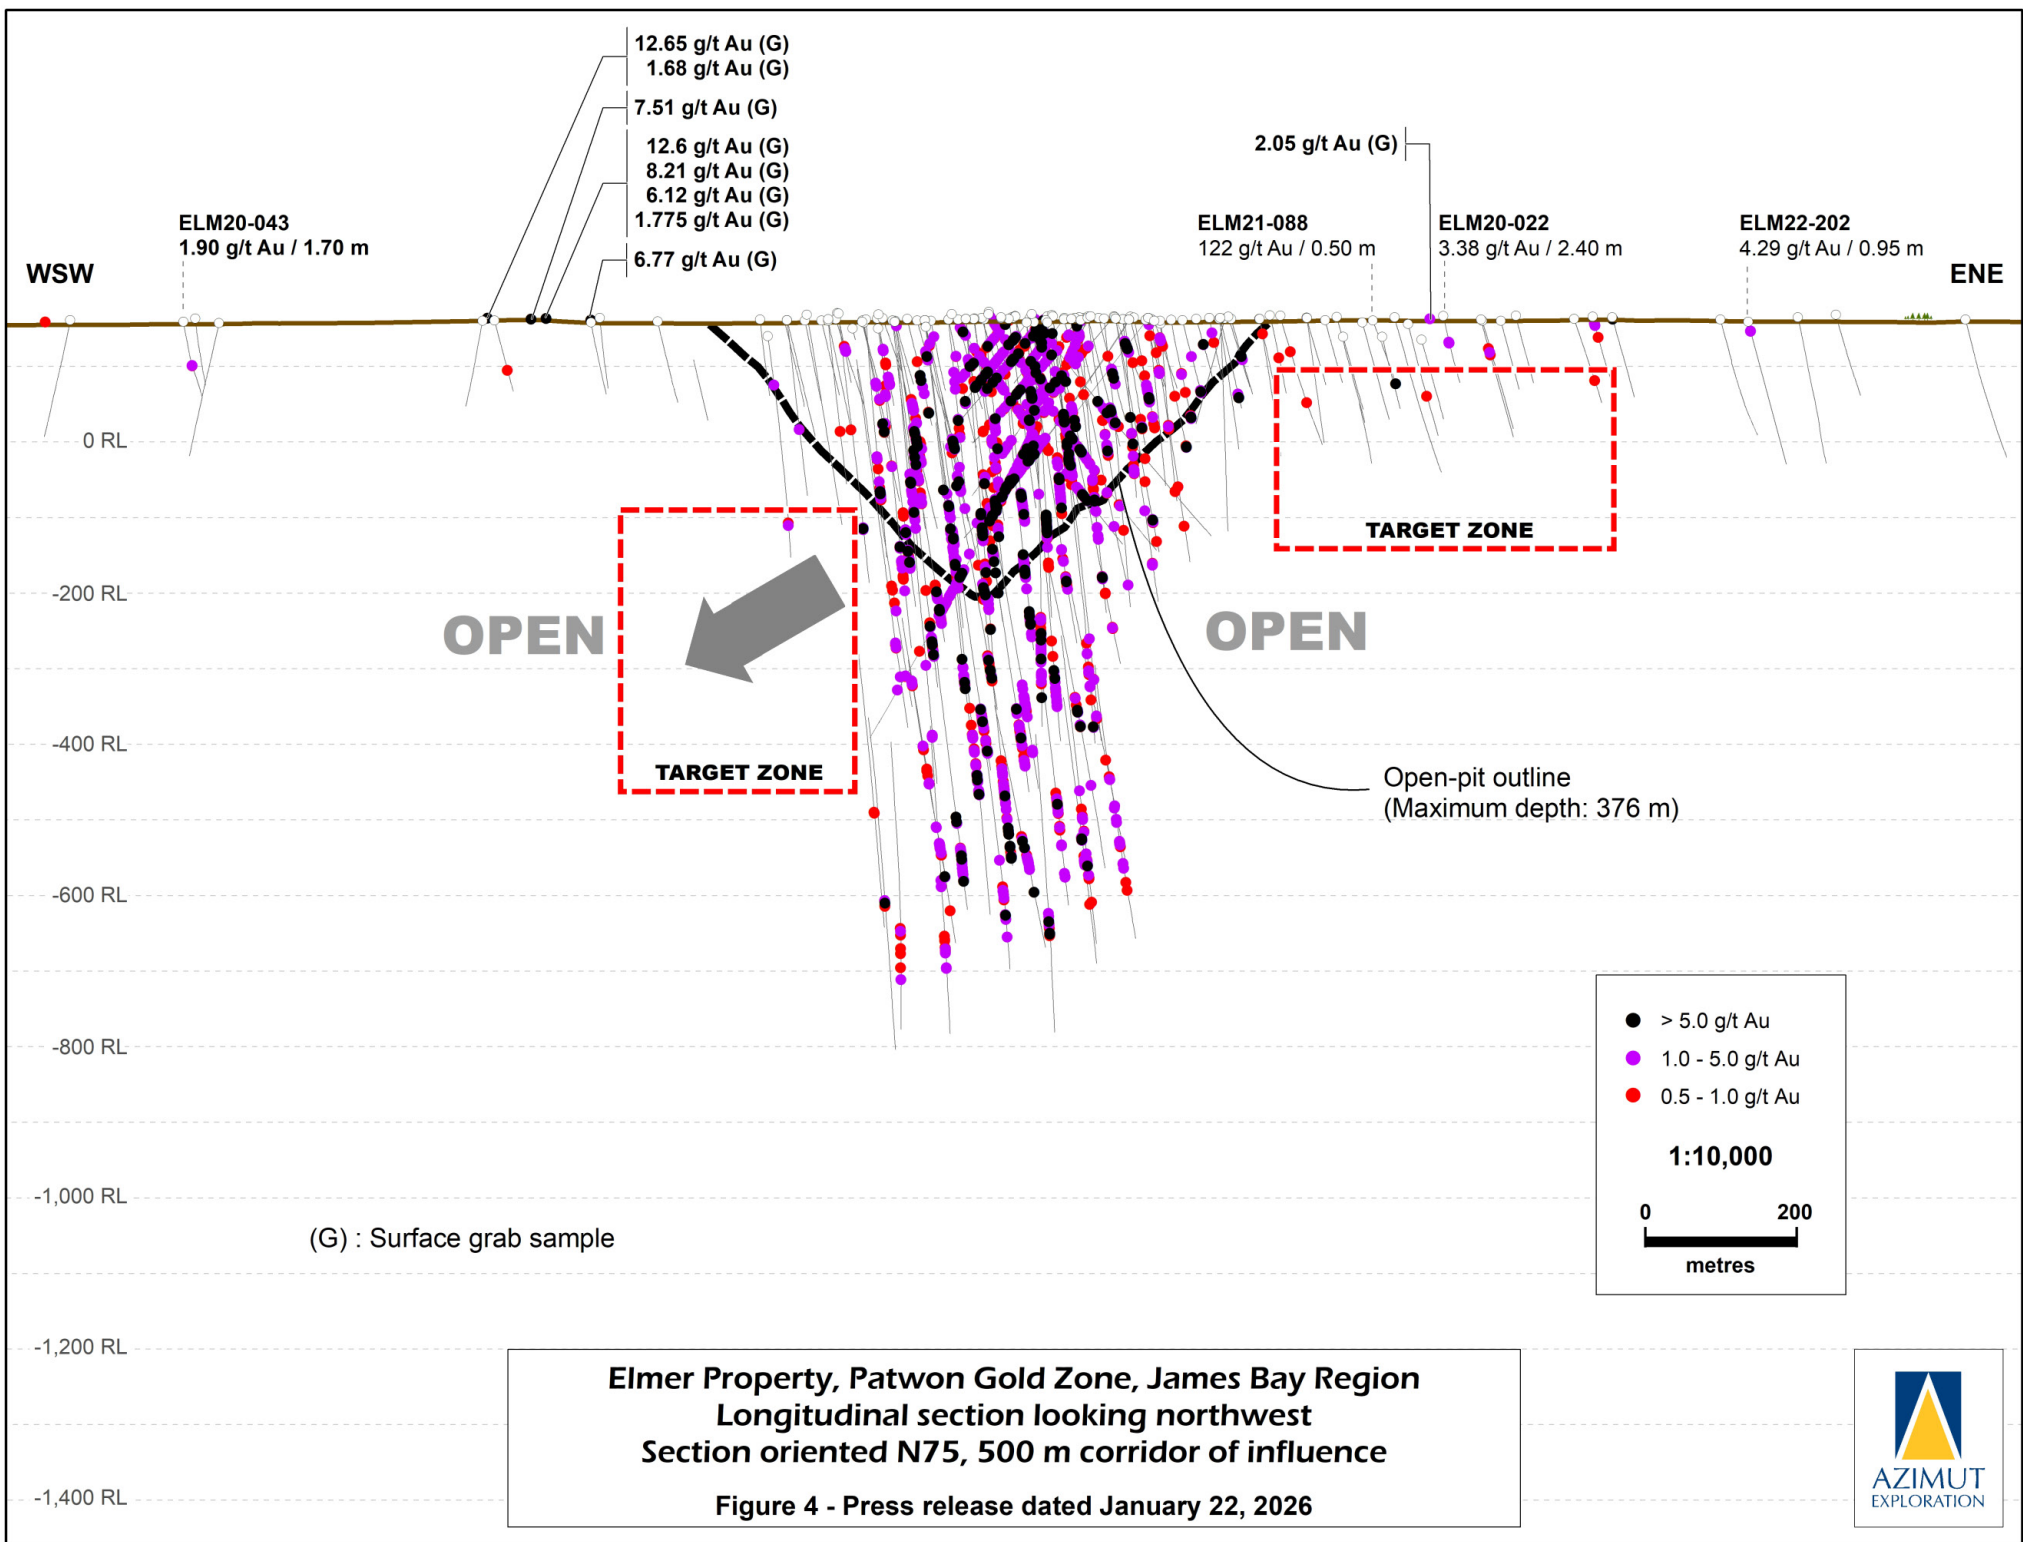 12.65 g/t Au (G)
1.68 g/t Au (G)
7.51 g/t Au (G)
12.6 g/t Au (G)
8.21 g/t Au (G)
6.12 g/t Au (G)
1.775 g/t Au (G)
6.77 g/t Au (G)
2.05 g/t Au (G)
ELM20-043
1.90 g/t Au / 1.70 m
ELM21-088
122 g/t Au / 0.50 m
ELM20-022
3.38 g/t Au / 2.40 m
ELM22-202
4.29 g/t Au / 0.95 m
WSW
ENE
0 RL
-200 RL
-400 RL
-600 RL
-800 RL
-1,000 RL
-1,200 RL
-1,400 RL
TARGET ZONE
OPEN
OPEN
TARGET ZONE
Open-pit outline
(Maximum depth: 376 m)
> 5.0 g/t Au
1.0 - 5.0 g/t Au
0.5 - 1.0 g/t Au
1:10,000
0 200
metres
(G) : Surface grab sample
Elmer Property, Patwon Gold Zone, James Bay Region
Longitudinal section looking northwest
Section oriented N75, 500 m corridor of influence
Figure 4 - Press release dated January 22, 2026
AZIMUT
EXPLORATION